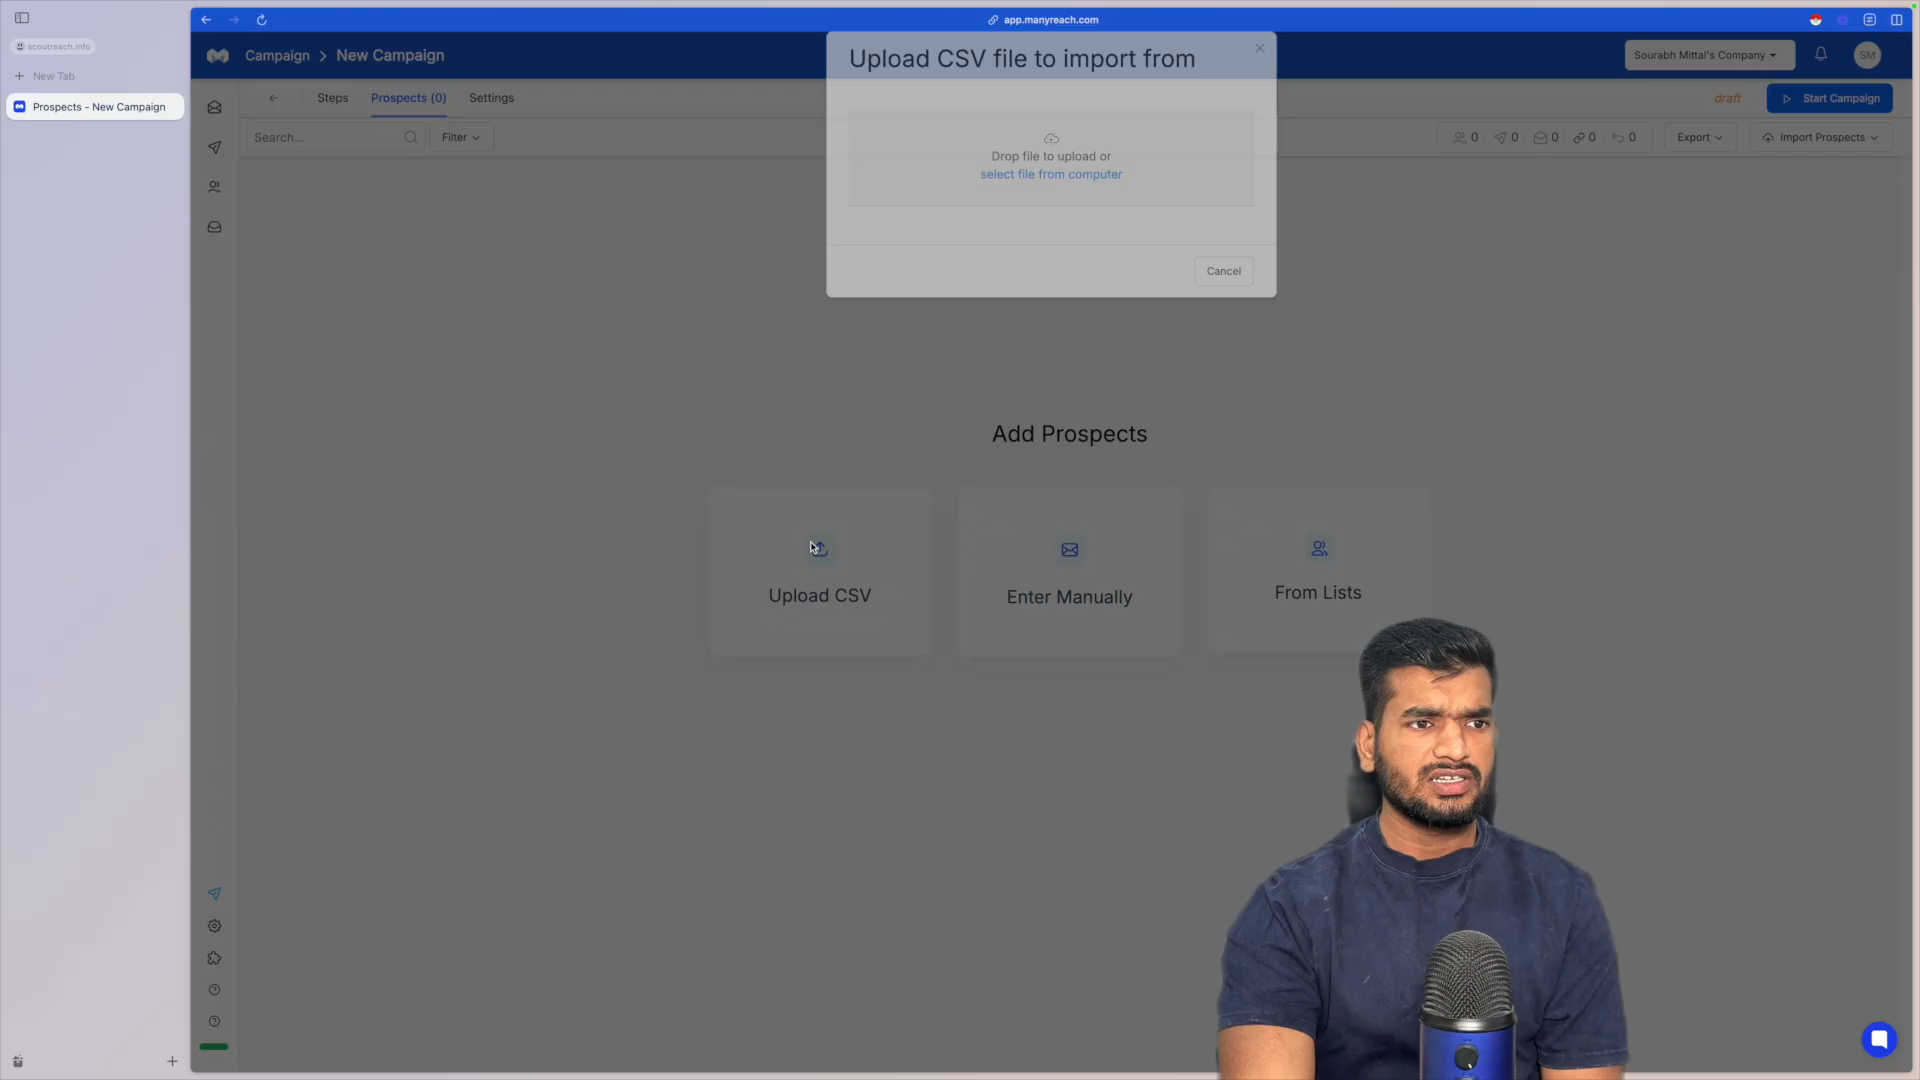 scoutreach.info
New Tab
Prospects - New Campaign
app.manyreach.com
Campaign > New Campaign
Sourabh Mittal's Company
SM
Steps
Prospects (0)
Settings
draft
Start Campaign
Search...
Filter
0
0
0
0
0
Export
Import Prospects
Upload CSV file to import from
Drop file to upload or
select file from computer
Cancel
Add Prospects
Upload CSV
Enter Manually
From Lists